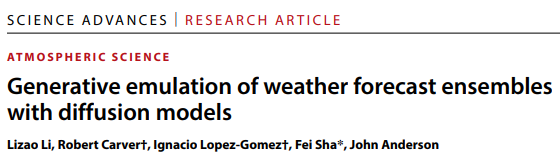 SCIENCE ADVANCES | RESEARCH ARTICLE
ATMOSPHERIC SCIENCE
Generative emulation of weather forecast ensembles
with diffusion models
Lizao Li, Robert Carver†, Ignacio Lopez-Gomez†, Fei Sha*, John Anderson